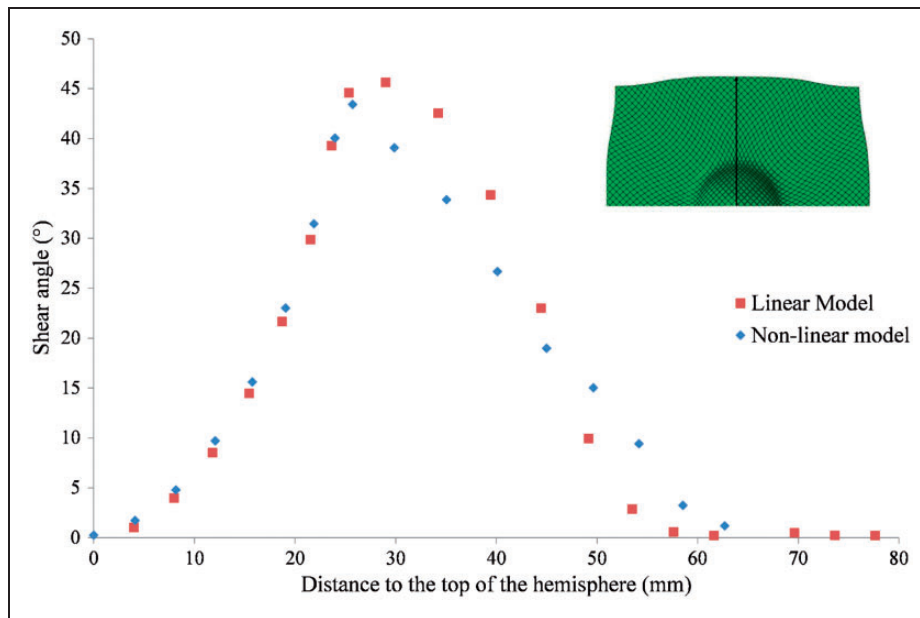 50
45
40
35
30
25
20
15
10
5
0
Shear angle (°)
Linear Model
Non-linear model
0 10 20 30 40 50 60 70 80
Distance to the top of the hemisphere (mm)